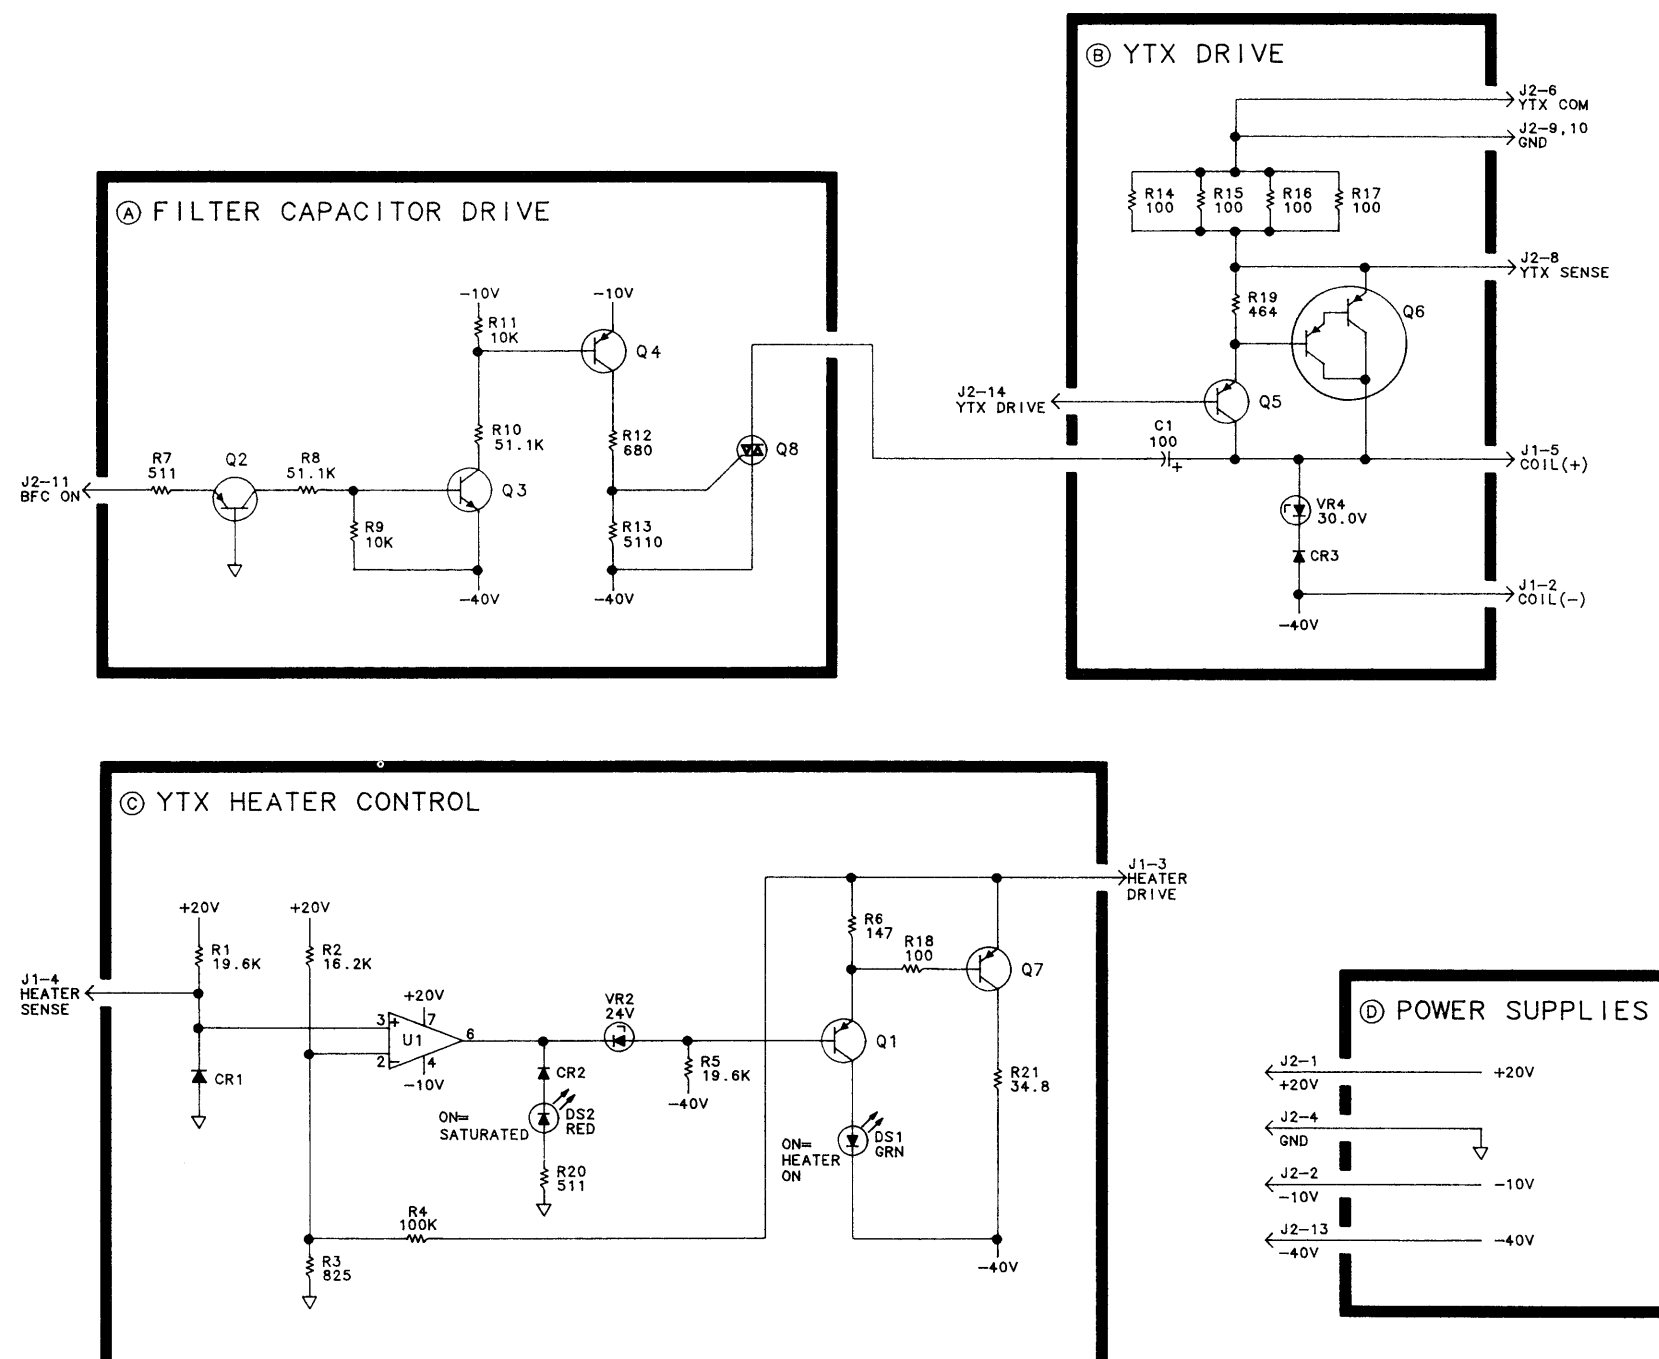 Ⓑ YTX DRIVE
J2-6
YTX COM
J2-9,10
GND
R14
100
R15
100
R16
100
R17
100
J2-8
YTX SENSE
R19
464
Q6
J2-14
YTX DRIVE
Q5
C1
100
+
J1-5
COIL(+)
VR4
30.0V
CR3
J1-2
COIL(-)
-40V
Ⓐ FILTER CAPACITOR DRIVE
-10V
-10V
R11
10K
Q4
R10
51.1K
R12
680
Q8
R7
511
Q2
R8
51.1K
J2-11
BFC ON
Q3
R9
10K
R13
5110
-40V
-40V
Ⓒ YTX HEATER CONTROL
J1-3
HEATER
DRIVE
+20V
+20V
R1
19.6K
R2
16.2K
R6
147
R18
100
Q7
J1-4
HEATER
SENSE
+20V
VR2
24V
3
+
7
U1
6
2
-
4
-10V
Q1
CR1
CR2
R5
19.6K
-40V
R21
34.8
ON=
SATURATED
DS2
RED
ON=
HEATER
ON
DS1
GRN
R20
511
R4
100K
R3
825
-40V
Ⓓ POWER SUPPLIES
J2-1
+20V
+20V
J2-4
GND
J2-2
-10V
-10V
J2-13
-40V
-40V